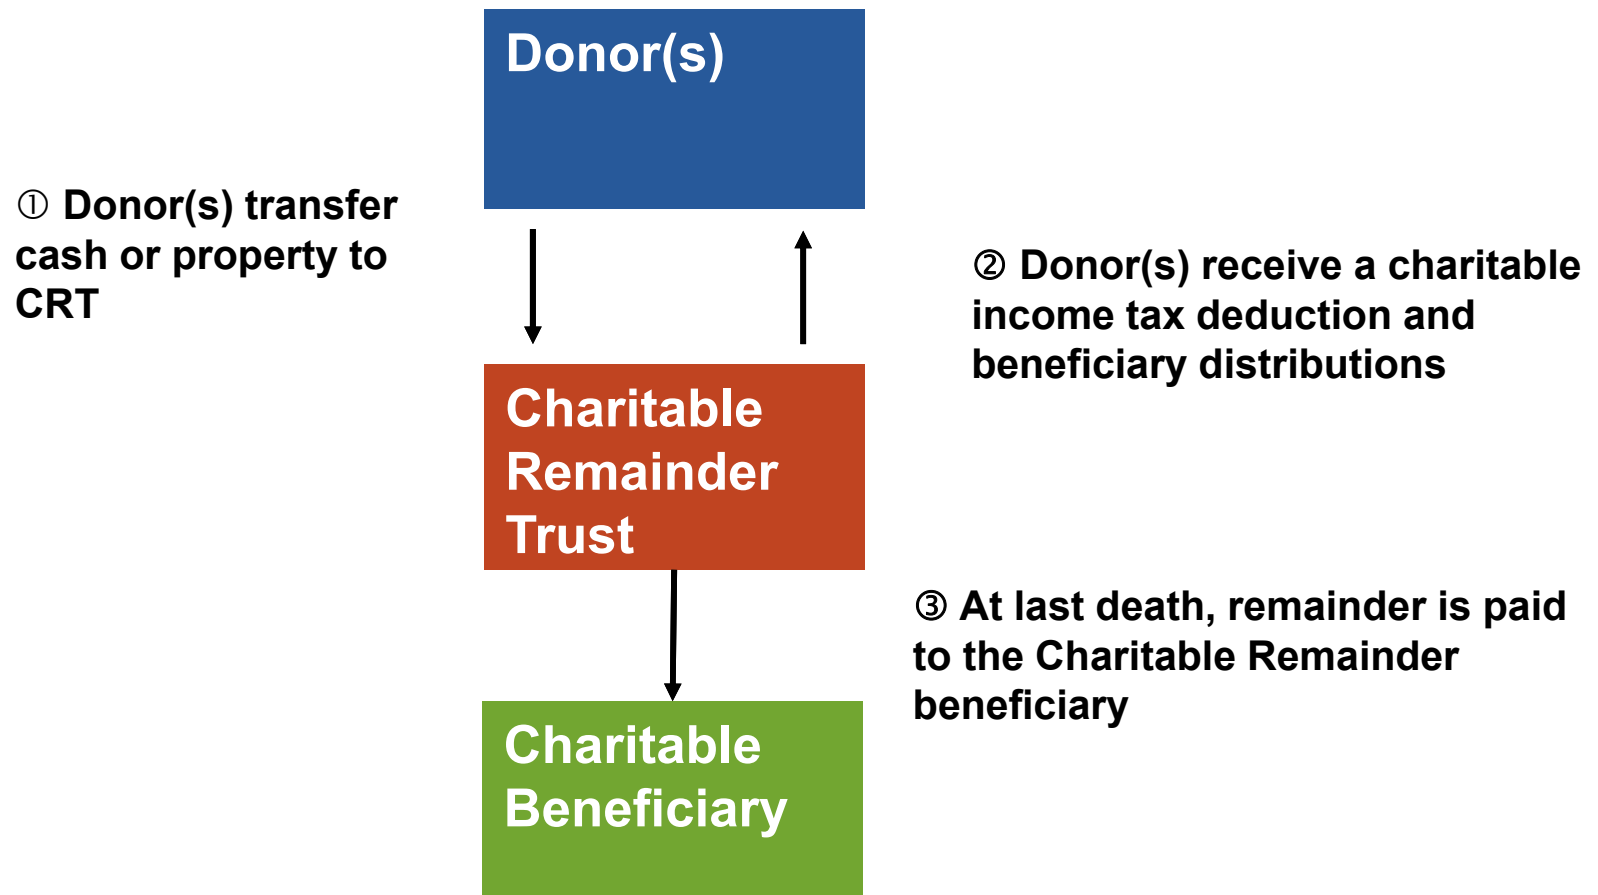 Donor(s)
① Donor(s) transfer
cash or property to
CRT
② Donor(s) receive a charitable
income tax deduction and
beneficiary distributions
Charitable
Remainder
Trust
③ At last death, remainder is paid
to the Charitable Remainder
beneficiary
Charitable
Beneficiary